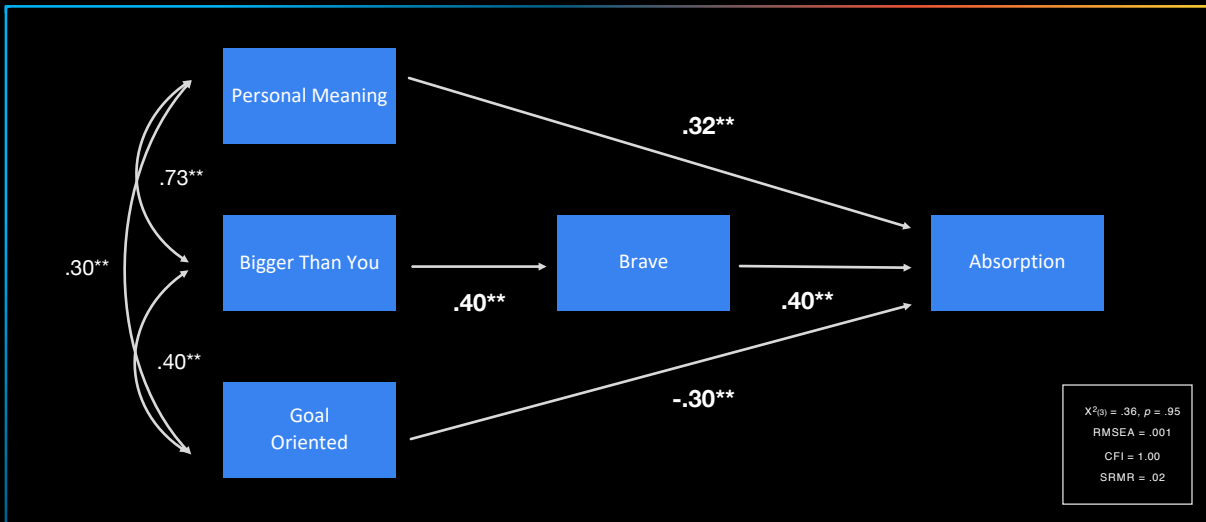 Personal Meaning
.32**
.73**
Bigger Than You
Brave
Absorption
.30**
.40**
.40**
.40**
Goal
Oriented
-.30**
X²(3) = .36, p = .95
RMSEA = .001
CFI = 1.00
SRMR = .02